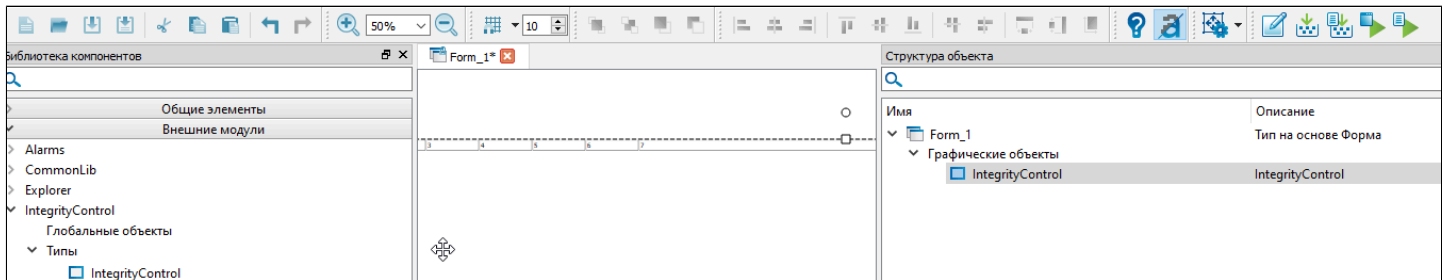 50%
10
?
a
Библиотека компонентов
Form_1*
Структура объекта
Общие элементы
Внешние модули
Alarms
CommonLib
Explorer
IntegrityControl
Глобальные объекты
Типы
IntegrityControl
3 4 5 6 7
Имя Описание
Form_1 Тип на основе Форма
Графические объекты
IntegrityControl IntegrityControl